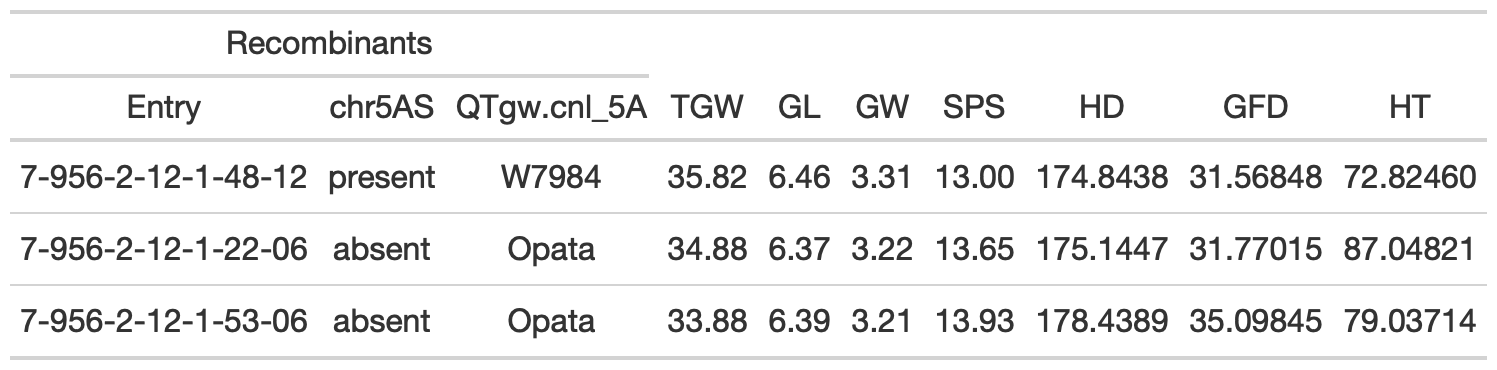 Recombinants
Entry chr5AS QTgw.cnl_5A TGW GL GW SPS HD GFD HT
7-956-2-12-1-48-12 present W7984 35.82 6.46 3.31 13.00 174.8438 31.56848 72.82460
7-956-2-12-1-22-06 absent Opata 34.88 6.37 3.22 13.65 175.1447 31.77015 87.04821
7-956-2-12-1-53-06 absent Opata 33.88 6.39 3.21 13.93 178.4389 35.09845 79.03714